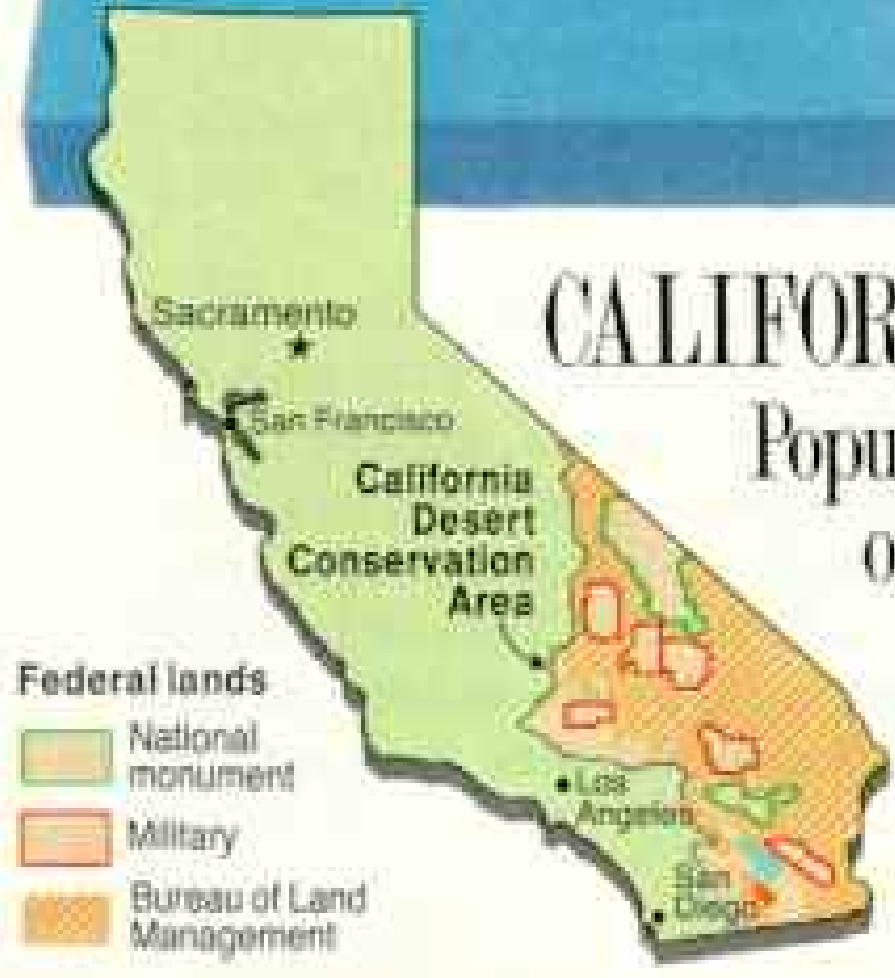 CALIFOR
Popu
o
Sacramento
San Francisco
California
Desert
Conservation
Area
Los
Angeles
San
Diego
Federal lands
National
monument
Military
Bureau of Land
Management